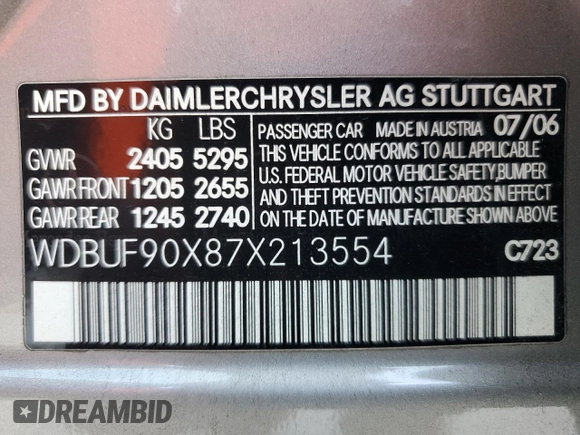 MFD BY DAIMLERCHRYSLER AG STUTTGART
KG LBS
GVWR 2405 5295
GAWR FRONT 1205 2655
GAWR REAR 1245 2740
PASSENGER CAR MADE IN AUSTRIA 07/06
THIS VEHICLE CONFORMS TO ALL APPLICABLE
U.S. FEDERAL MOTOR VEHICLE SAFETY, BUMPER
AND THEFT PREVENTION STANDARDS IN EFFECT
ON THE DATE OF MANUFACTURE SHOWN ABOVE.
WDBUF90X87X213554 C723
DREAMBID